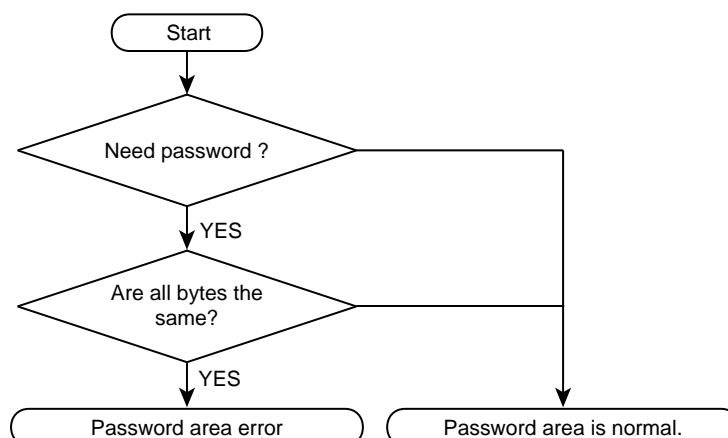 Start
Need password ?
YES
Are all bytes the
same?
YES
Password area error
Password area is normal.